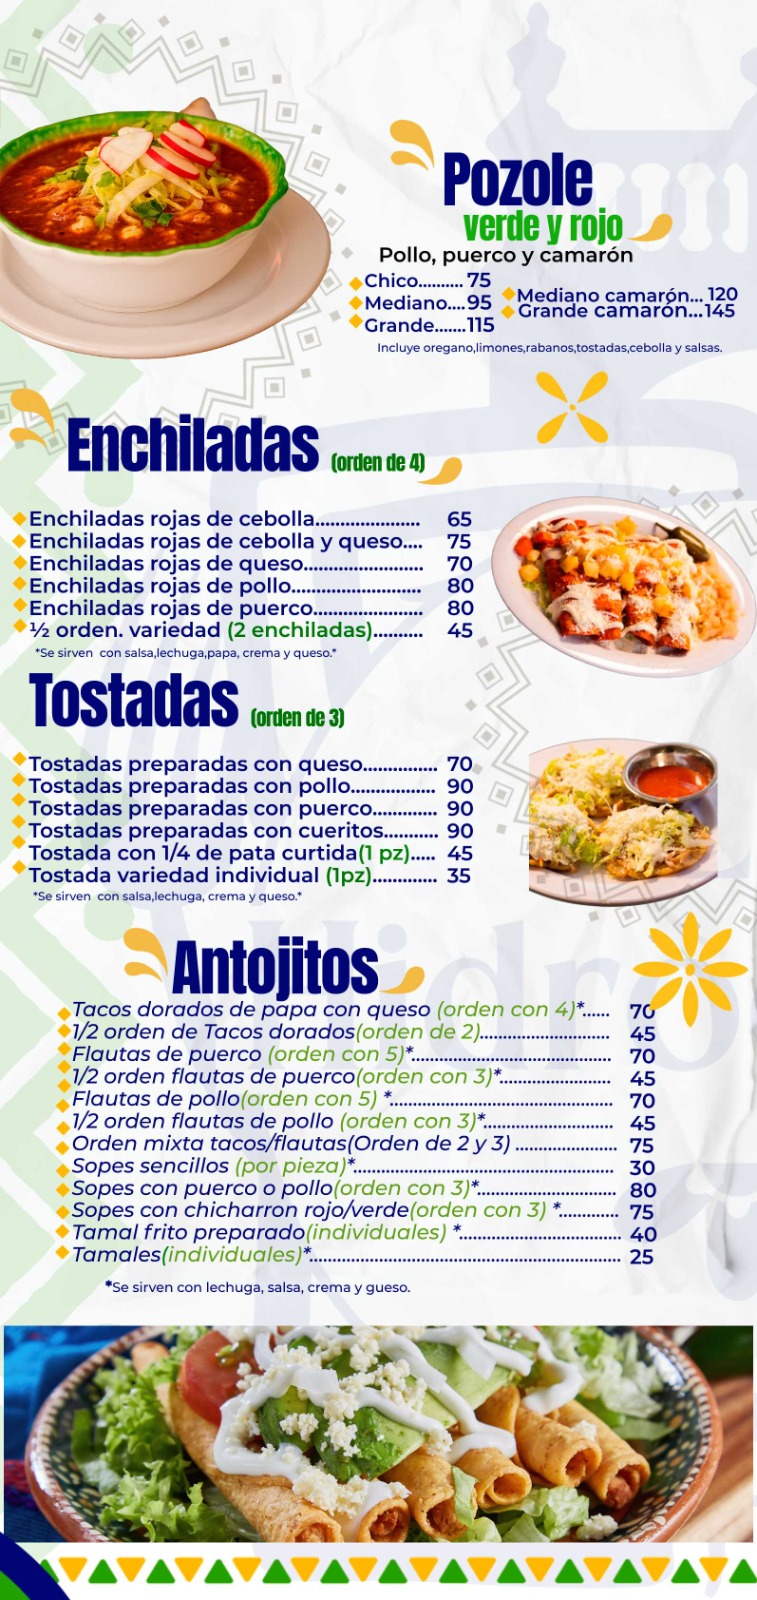 Pozole
verde y rojo
Pollo, puerco y camarón
Chico.......... 75
Mediano....95
Grande.......115
Mediano camarón... 120
Grande camarón...145
Incluye oregano,limones,rabanos,tostadas,cebolla y salsas.
Enchiladas (orden de 4)
Enchiladas rojas de cebolla..................... 65
Enchiladas rojas de cebolla y queso.... 75
Enchiladas rojas de queso........................ 70
Enchiladas rojas de pollo.......................... 80
Enchiladas rojas de puerco...................... 80
½ orden. variedad (2 enchiladas).......... 45
*Se sirven con salsa,lechuga,papa, crema y queso.*
Tostadas (orden de 3)
Tostadas preparadas con queso............... 70
Tostadas preparadas con pollo................. 90
Tostadas preparadas con puerco............. 90
Tostadas preparadas con cueritos........... 90
Tostada con 1/4 de pata curtida(1 pz)..... 45
Tostada variedad individual (1pz)............. 35
*Se sirven con salsa,lechuga, crema y queso.*
Hidro
Antojitos
Tacos dorados de papa con queso (orden con 4)*...... 70
1/2 orden de Tacos dorados(orden de 2)....................... 45
Flautas de puerco (orden con 5)*................................... 70
1/2 orden flautas de puerco(orden con 3)*.................... 45
Flautas de pollo(orden con 5) *....................................... 70
1/2 orden flautas de pollo (orden con 3)*...................... 45
Orden mixta tacos/flautas(Orden de 2 y 3) .................. 75
Sopes sencillos (por pieza)*............................................. 30
Sopes con puerco o pollo(orden con 3)*........................ 80
Sopes con chicharron rojo/verde(orden con 3) *............ 75
Tamal frito preparado(individuales) *............................ 40
Tamales(individuales)*...................................................... 25
*Se sirven con lechuga, salsa, crema y gueso.